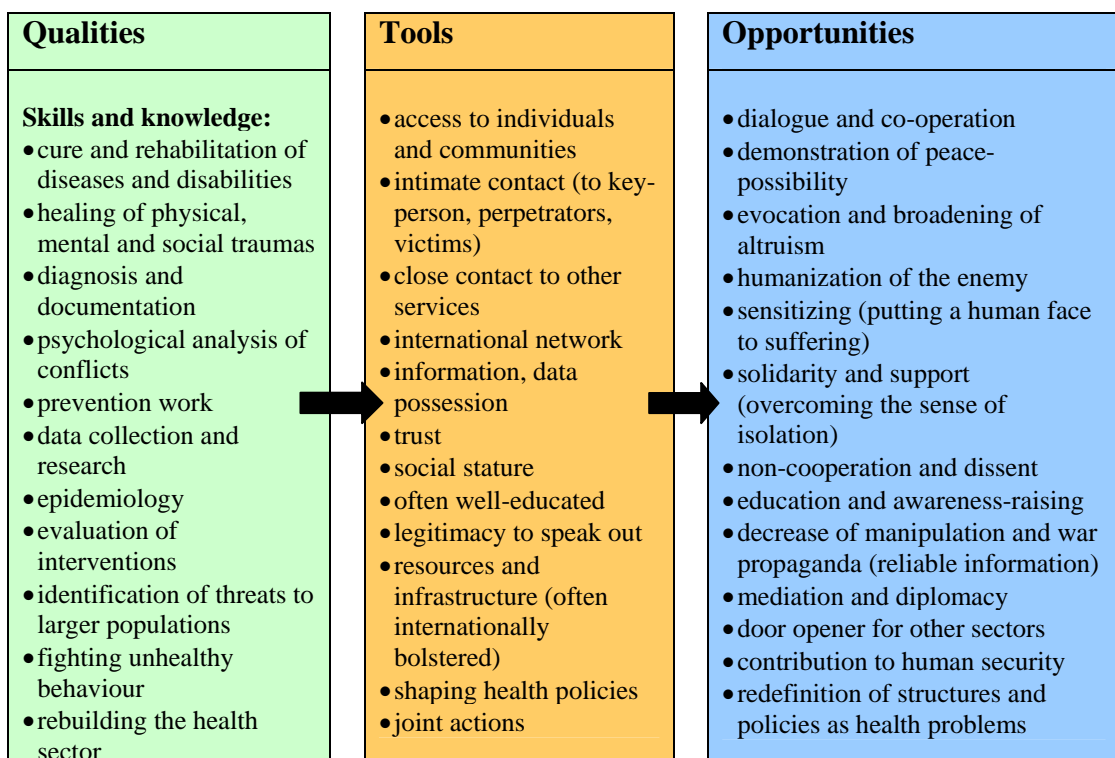 Qualities
Skills and knowledge:
•cure and rehabilitation of
diseases and disabilities
•healing of physical,
mental and social traumas
•diagnosis and
documentation
•psychological analysis of
conflicts
•prevention work
•data collection and
research
•epidemiology
•evaluation of
interventions
•identification of threats to
larger populations
•fighting unhealthy
behaviour
•rebuilding the health
sector
Tools
•access to individuals
and communities
•intimate contact (to key-
person, perpetrators,
victims)
•close contact to other
services
•international network
•information, data
possession
•trust
•social stature
•often well-educated
•legitimacy to speak out
•resources and
infrastructure (often
internationally
bolstered)
•shaping health policies
•joint actions
Opportunities
•dialogue and co-operation
•demonstration of peace-
possibility
•evocation and broadening of
altruism
•humanization of the enemy
•sensitizing (putting a human face
to suffering)
•solidarity and support
(overcoming the sense of
isolation)
•non-cooperation and dissent
•education and awareness-raising
•decrease of manipulation and war
propaganda (reliable information)
•mediation and diplomacy
•door opener for other sectors
•contribution to human security
•redefinition of structures and
policies as health problems